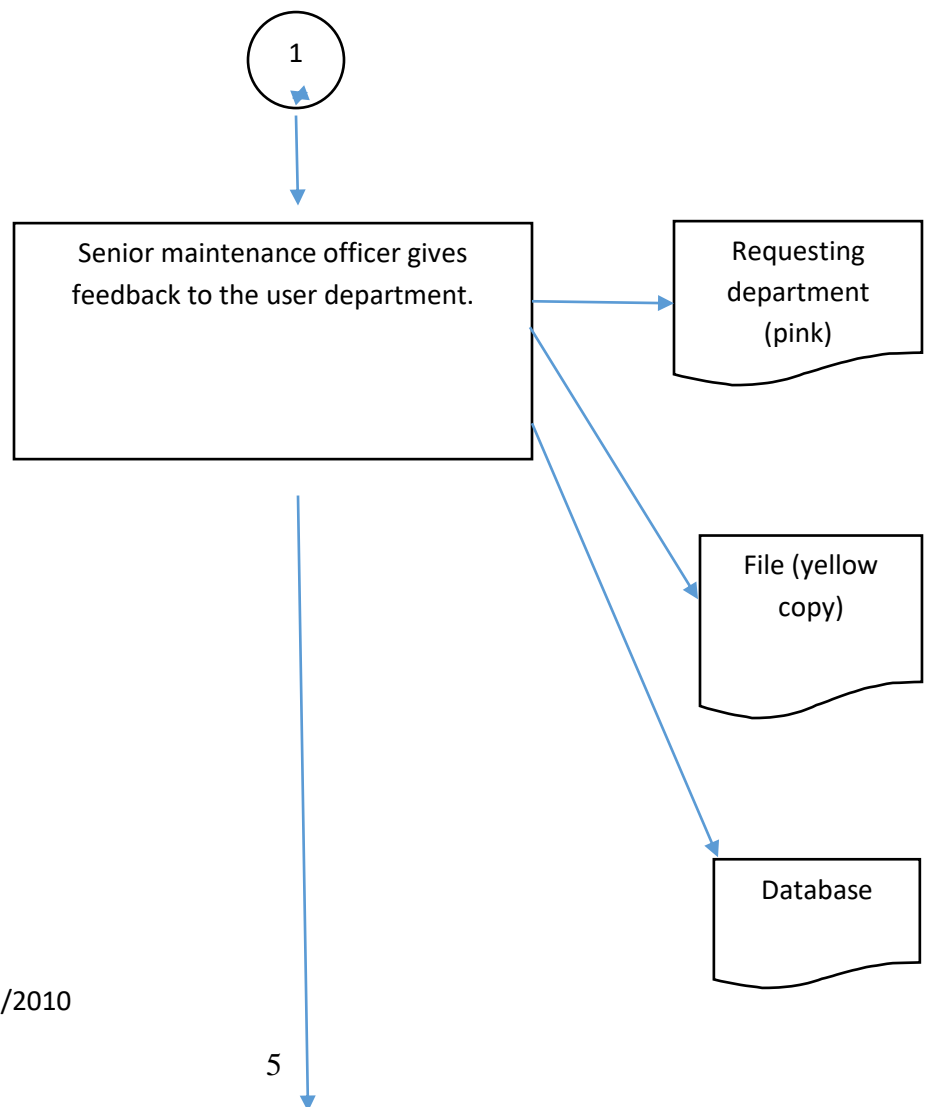 1
Senior maintenance officer gives
feedback to the user department.
Requesting
department
(pink)
File (yellow
copy)
Database
/2010
5